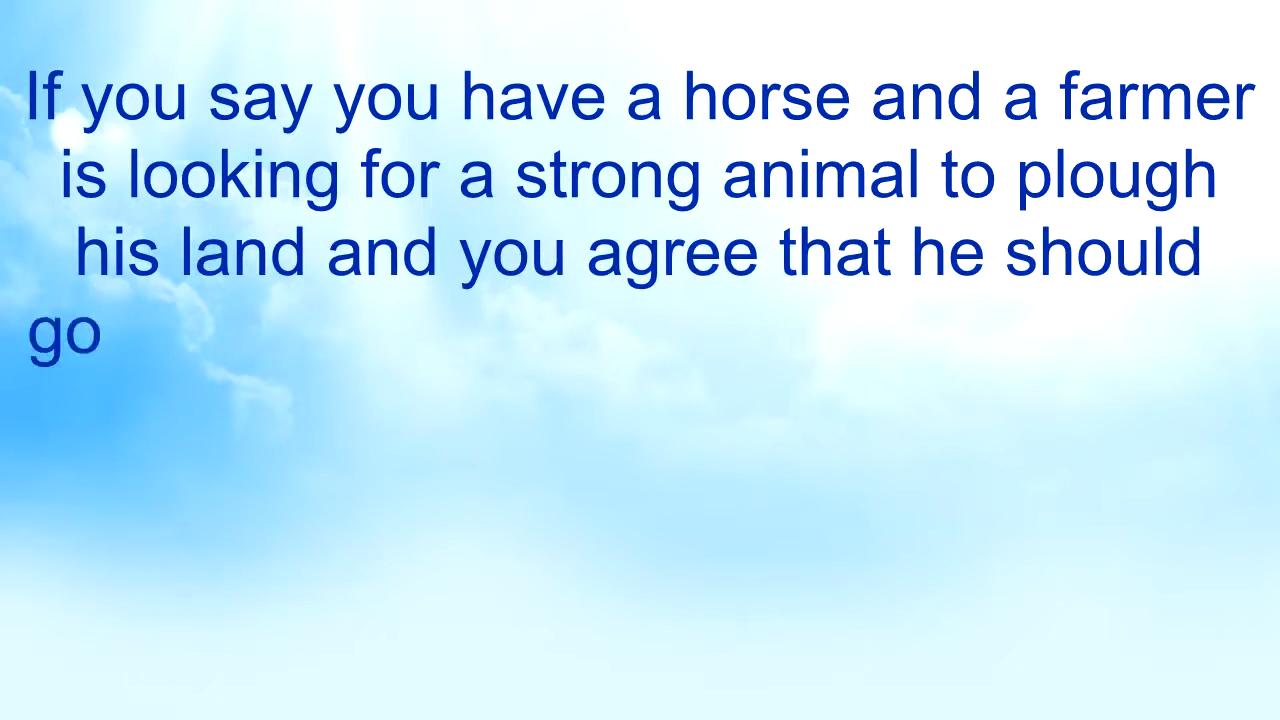 If you say you have a horse and a farmer
is looking for a strong animal to plough
his land and you agree that he should
go